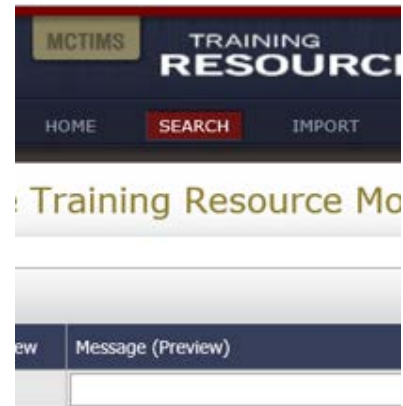 MCTIMS TRAINING
RESOURC
HOME SEARCH IMPORT
Training Resource Mo
ew Message (Preview)